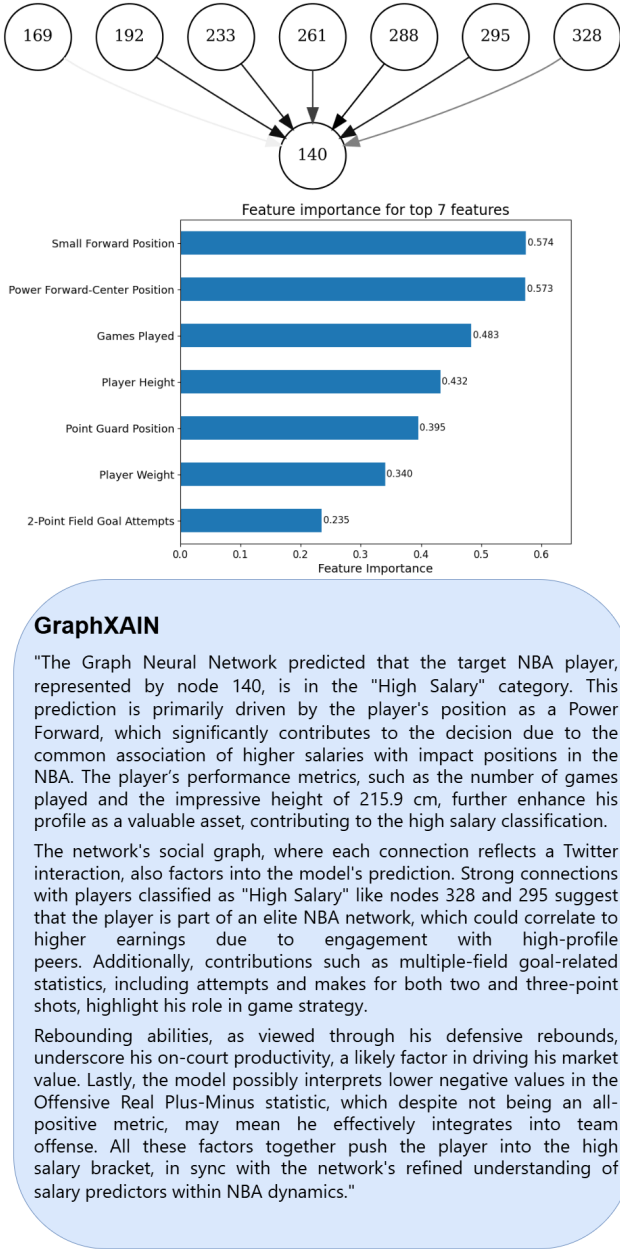 169 192 233 261 288 295 328
140
Feature importance for top 7 features
Small Forward Position 0.574
Power Forward-Center Position 0.573
Games Played 0.483
Player Height 0.432
Point Guard Position 0.395
Player Weight 0.340
2-Point Field Goal Attempts 0.235
0.0 0.1 0.2 0.3 0.4 0.5 0.6
Feature Importance
GraphXAIN
"The Graph Neural Network predicted that the target NBA player,
represented by node 140, is in the "High Salary" category. This
prediction is primarily driven by the player's position as a Power
Forward, which significantly contributes to the decision due to the
common association of higher salaries with impact positions in the
NBA. The player’s performance metrics, such as the number of games
played and the impressive height of 215.9 cm, further enhance his
profile as a valuable asset, contributing to the high salary classification.
The network's social graph, where each connection reflects a Twitter
interaction, also factors into the model's prediction. Strong connections
with players classified as "High Salary" like nodes 328 and 295 suggest
that the player is part of an elite NBA network, which could correlate to
higher earnings due to engagement with high-profile
peers. Additionally, contributions such as multiple-field goal-related
statistics, including attempts and makes for both two and three-point
shots, highlight his role in game strategy.
Rebounding abilities, as viewed through his defensive rebounds,
underscore his on-court productivity, a likely factor in driving his market
value. Lastly, the model possibly interprets lower negative values in the
Offensive Real Plus-Minus statistic, which despite not being an all-
positive metric, may mean he effectively integrates into team
offense. All these factors together push the player into the high
salary bracket, in sync with the network's refined understanding of
salary predictors within NBA dynamics."